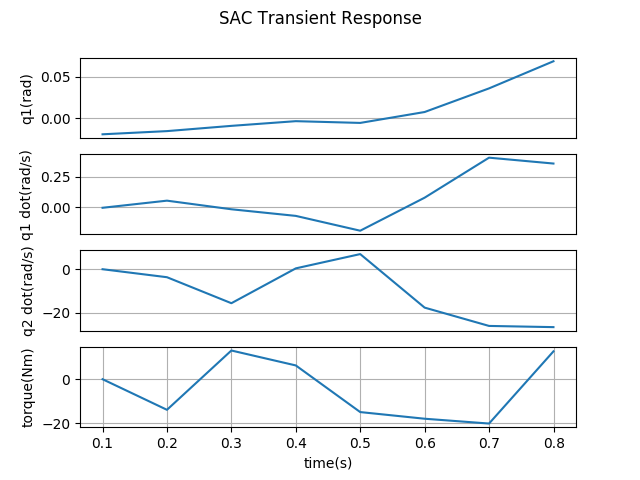 SAC Transient Response
0.05
0.00
q1(rad)
0.25
0.00
q1 dot(rad/s)
0
−20
q2 dot(rad/s)
0
−20
torque(Nm)
0.1 0.2 0.3 0.4 0.5 0.6 0.7 0.8
time(s)